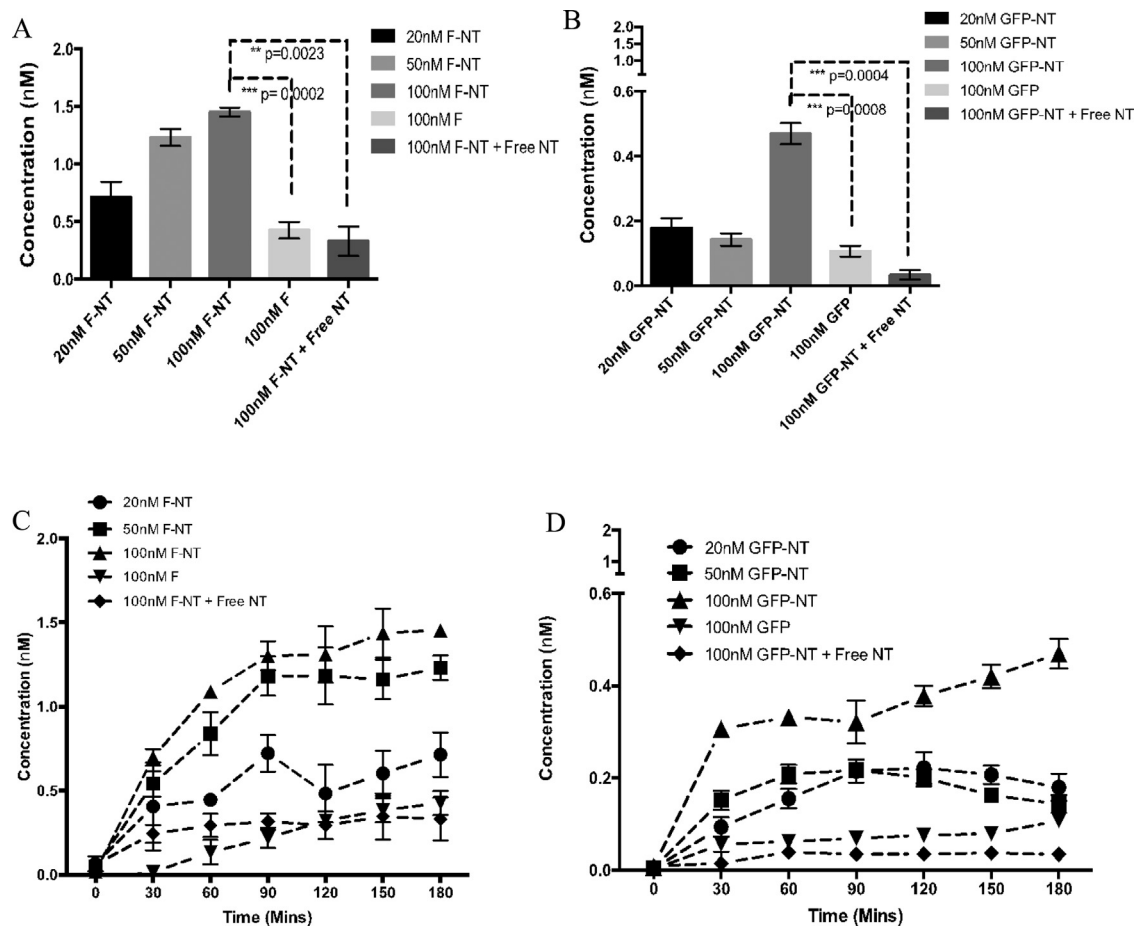 A
Concentration (nM)
2.0
1.5
1.0
0.5
0.0
** p=0.0023
*** p= 0.0002
20nM F-NT
50nM F-NT
100nM F-NT
100nM F
100nM F-NT + Free NT
20nM F-NT
50nM F-NT
100nM F-NT
100nM F
100nM F-NT + Free NT
B
Concentration (nM)
2.0
1.5
1.0
0.6
0.4
0.2
0.0
*** p=0.0004
*** p=0.0008
20nM GFP-NT
50nM GFP-NT
100nM GFP-NT
100nM GFP
100nM GFP-NT + Free NT
20nM GFP-NT
50nM GFP-NT
100nM GFP-NT
100nM GFP
100nM GFP-NT + Free NT
C
20nM F-NT
50nM F-NT
100nM F-NT
100nM F
100nM F-NT + Free NT
Concentration (nM)
2.0
1.5
1.0
0.5
0.0
0 30 60 90 120 150 180
Time (Mins)
D
20nM GFP-NT
50nM GFP-NT
100nM GFP-NT
100nM GFP
100nM GFP-NT + Free NT
Concentration (nM)
2
1
0.6
0.4
0.2
0.0
0 30 60 90 120 150 180
Time (Mins)